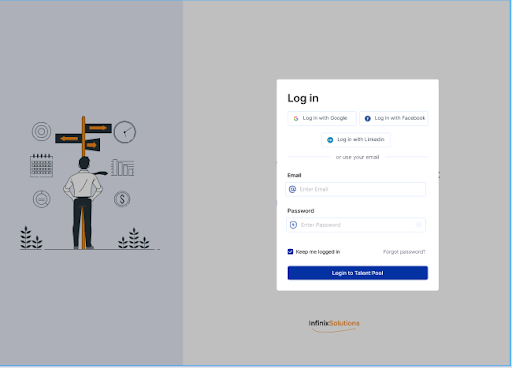 Log in
Log in with Google
Log in with Facebook
Log in with Linkedin
or use your email
Email
Enter Email
Password
Enter Password
Keep me logged in
Forgot password?
Login to Talent Pool
InfinixSolutions